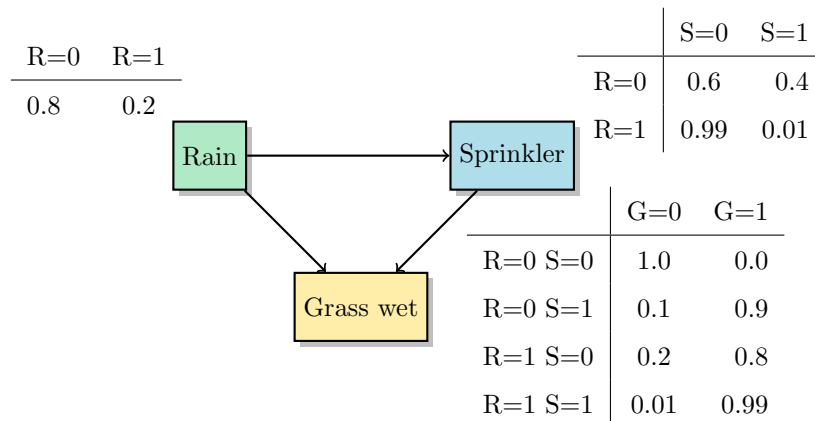 R=0 R=1
0.8 0.2
S=0 S=1
R=0 0.6 0.4
R=1 0.99 0.01
Rain
Sprinkler
Grass wet
G=0 G=1
R=0 S=0 1.0 0.0
R=0 S=1 0.1 0.9
R=1 S=0 0.2 0.8
R=1 S=1 0.01 0.99